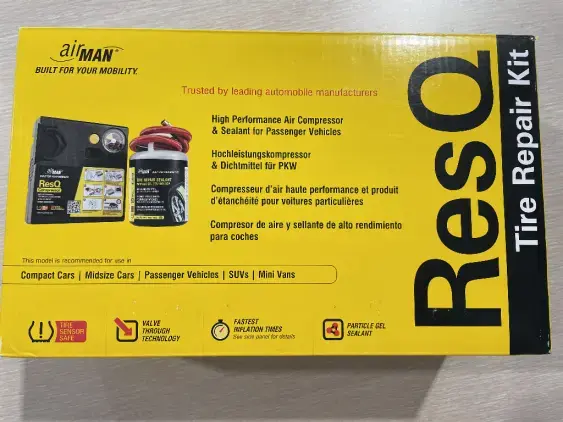 airMAN®
BUILT FOR YOUR MOBILITY.
Trusted by leading automobile manufacturers
High Performance Air Compressor
& Sealant for Passenger Vehicles
Hochleistungskompressor
& Dichtmittel für PKW
Compresseur d'air haute performance et produit
d'étanchéité pour voitures particulières
Compresor de aire y sellante de alto rendimiento
para coches
ResQ
This model is recommended for use in
Compact Cars | Midsize Cars | Passenger Vehicles | SUVs | Mini Vans
TIRE
SENSOR
SAFE
VALVE
THROUGH
TECHNOLOGY
FASTEST
INFLATION TIMES
See side panel for details
PARTICLE GEL
SEALANT
ResQ
Tire Repair Kit